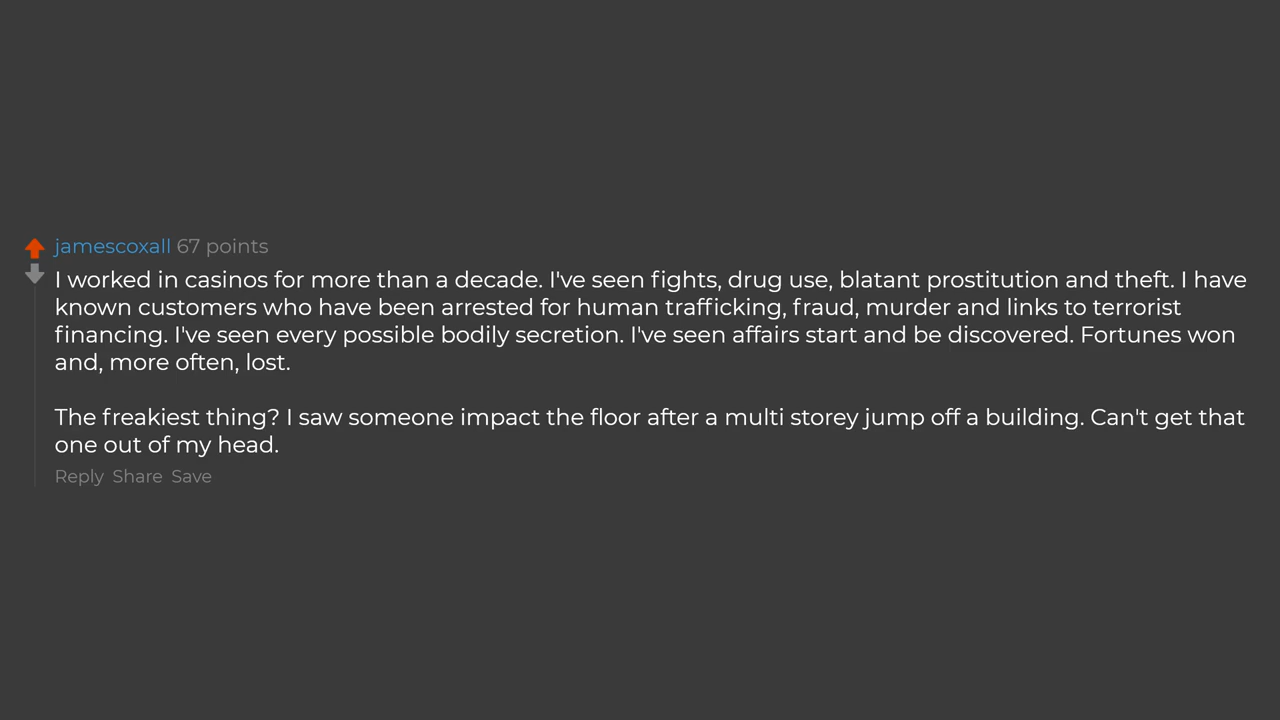 jamescoxall 67 points
I worked in casinos for more than a decade. I've seen fights, drug use, blatant prostitution and theft. I have
known customers who have been arrested for human trafficking, fraud, murder and links to terrorist
financing. I've seen every possible bodily secretion. I've seen affairs start and be discovered. Fortunes won
and, more often, lost.
The freakiest thing? I saw someone impact the floor after a multi storey jump off a building. Can't get that
one out of my head.
Reply Share Save